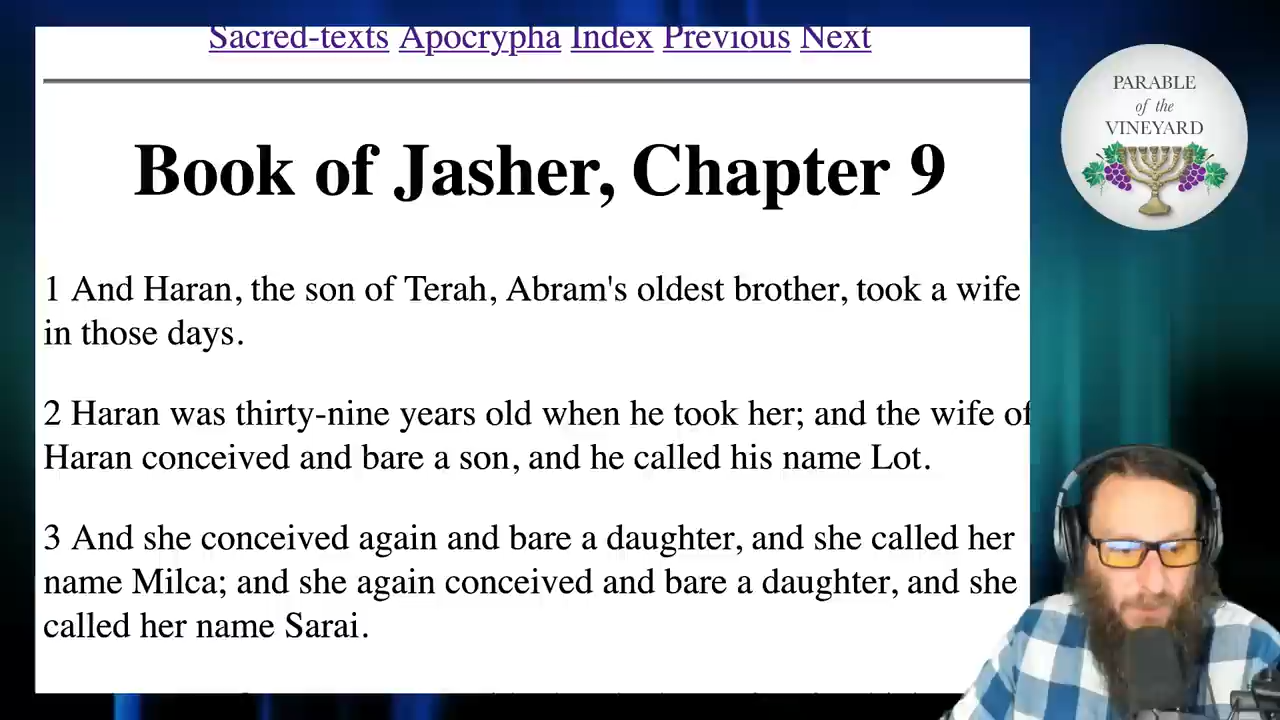 Sacred-texts Apocrypha Index Previous Next
PARABLE
of the
VINEYARD
Book of Jasher, Chapter 9
1 And Haran, the son of Terah, Abram's oldest brother, took a wife
in those days.
2 Haran was thirty-nine years old when he took her; and the wife of
Haran conceived and bare a son, and he called his name Lot.
3 And she conceived again and bare a daughter, and she called her
name Milca; and she again conceived and bare a daughter, and she
called her name Sarai.